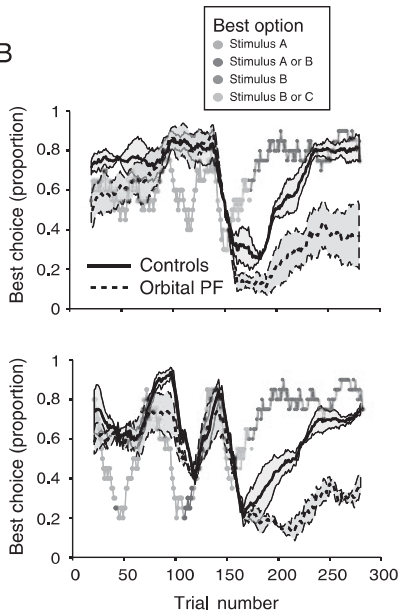 B
Best option
Stimulus A
Stimulus A or B
Stimulus B
Stimulus B or C
Best choice (proportion)
1
0.8
0.6
0.4
0.2
0
Controls
Orbital PF
Best choice (proportion)
1
0.8
0.6
0.4
0.2
0
0 50 100 150 200 250 300
Trial number